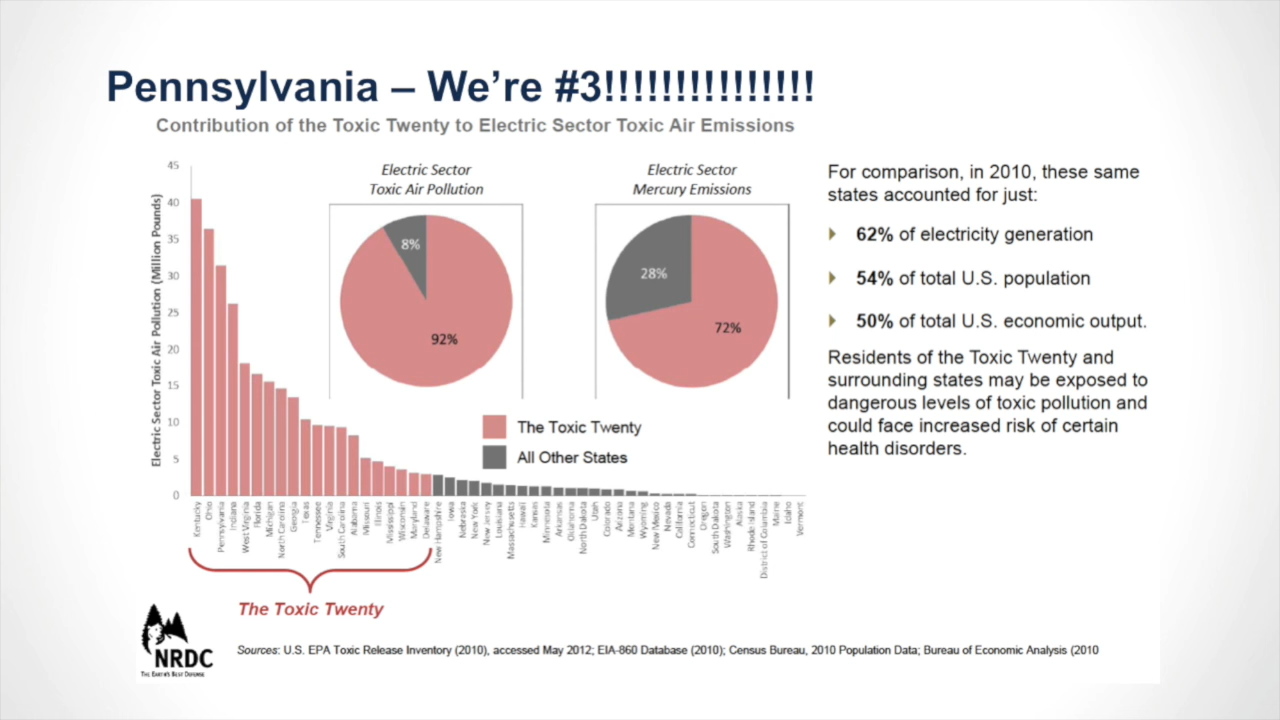 Pennsylvania – We’re #3!!!!!!!!!!!!!!!
Contribution of the Toxic Twenty to Electric Sector Toxic Air Emissions
Electric Sector Toxic Air Pollution (Million Pounds)
45
40
35
30
25
20
15
10
5
0
Electric Sector
Toxic Air Pollution
8%
92%
Electric Sector
Mercury Emissions
28%
72%
The Toxic Twenty
All Other States
Kentucky
Ohio
Pennsylvania
Indiana
West Virginia
Florida
Michigan
North Carolina
Georgia
Texas
Tennessee
Virginia
South Carolina
Alabama
Missouri
Illinois
Mississippi
Wisconsin
Maryland
Delaware
New Hampshire
Iowa
Nebraska
New York
New Jersey
Louisiana
Massachusetts
Hawaii
Kansas
Minnesota
Arkansas
Oklahoma
North Dakota
Utah
Colorado
Arizona
Montana
Wyoming
New Mexico
Nevada
California
Connecticut
Oregon
South Dakota
Washington
Alaska
Rhode Island
District of Columbia
Maine
Idaho
Vermont
The Toxic Twenty
For comparison, in 2010, these same
states accounted for just:
62% of electricity generation
54% of total U.S. population
50% of total U.S. economic output.
Residents of the Toxic Twenty and
surrounding states may be exposed to
dangerous levels of toxic pollution and
could face increased risk of certain
health disorders.
NRDC
THE EARTH'S BEST DEFENSE
Sources: U.S. EPA Toxic Release Inventory (2010), accessed May 2012; EIA-860 Database (2010); Census Bureau, 2010 Population Data; Bureau of Economic Analysis (2010